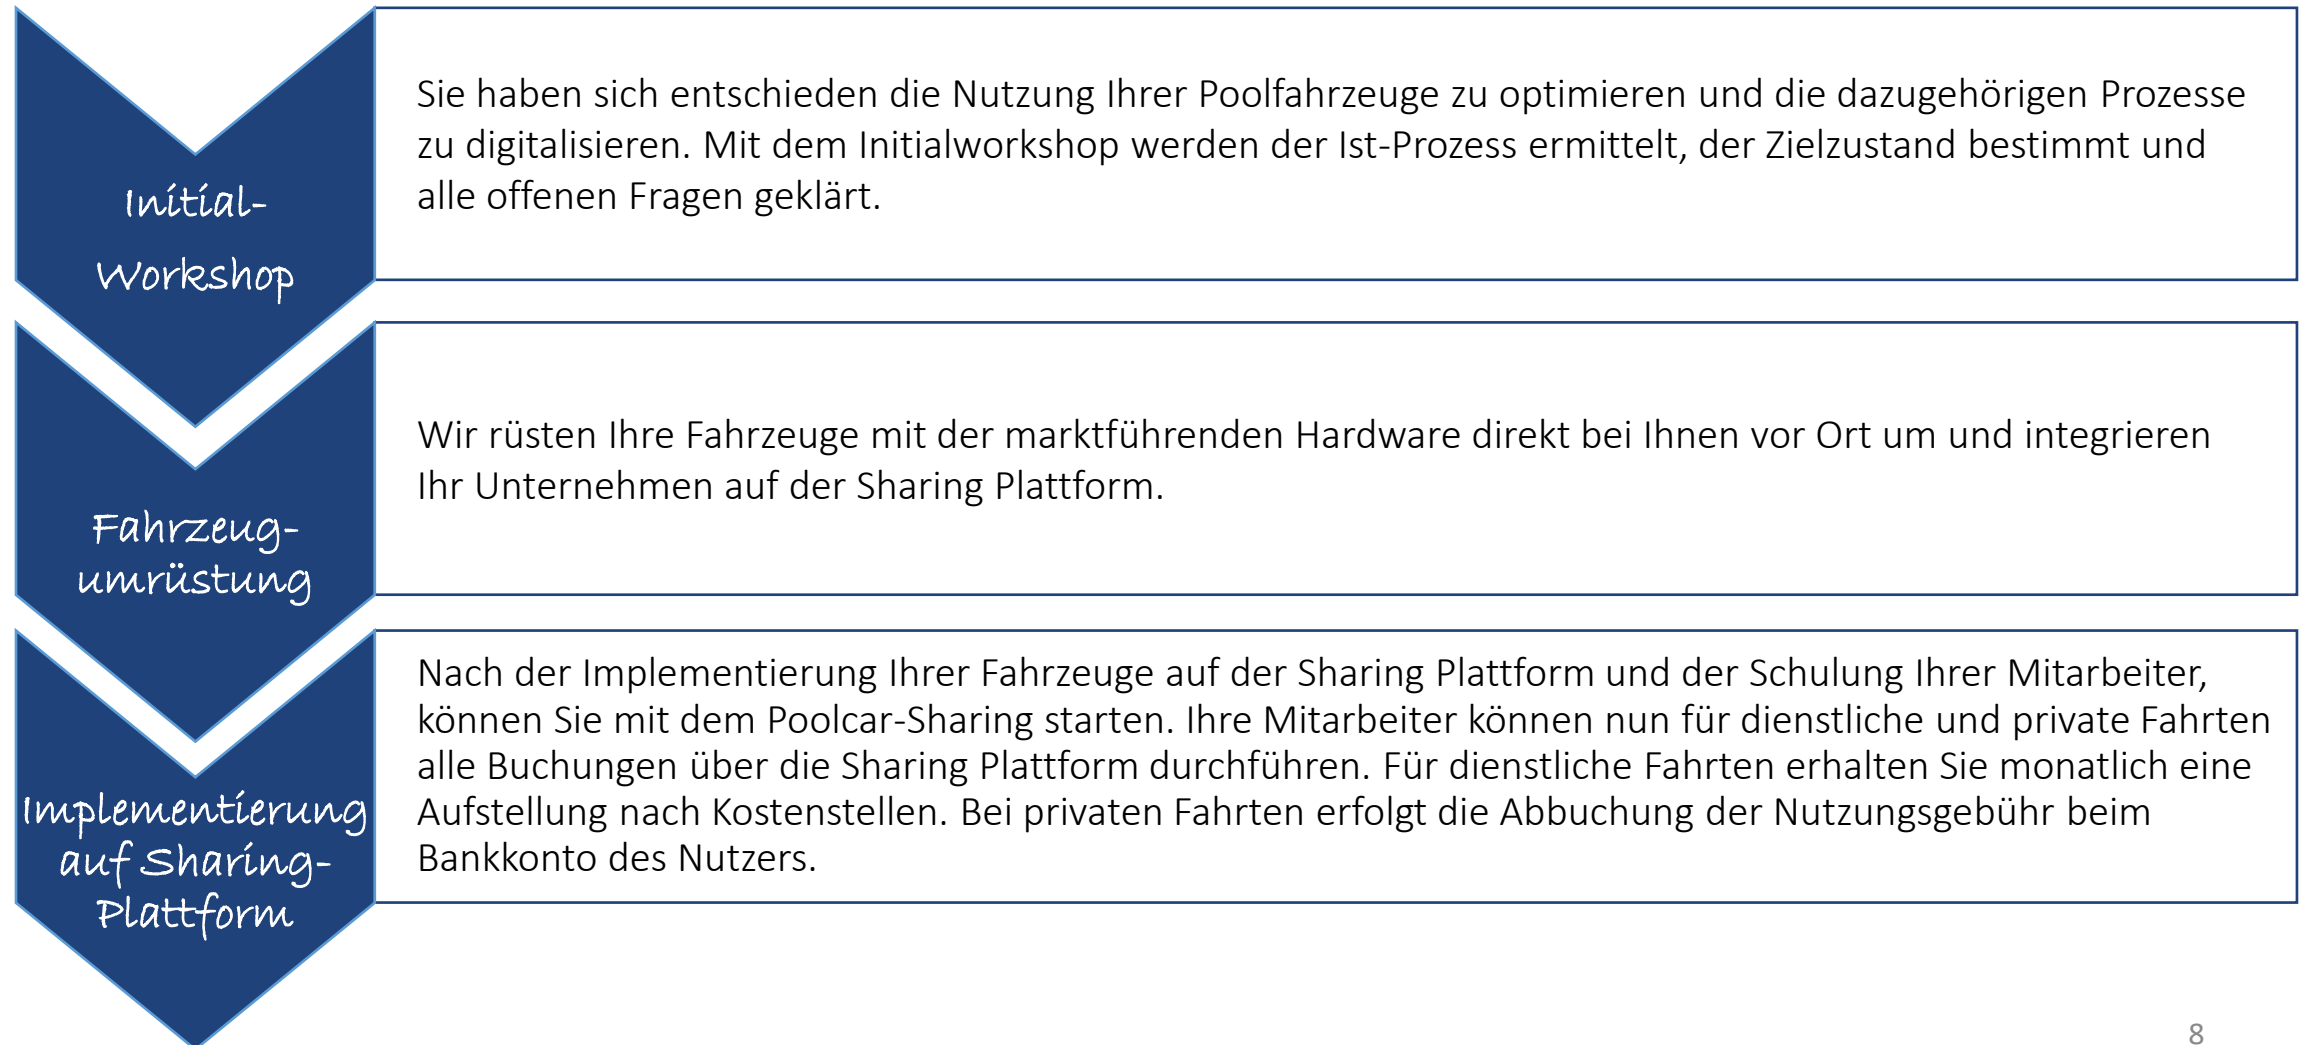 Initial-
Workshop
Sie haben sich entschieden die Nutzung Ihrer Poolfahrzeuge zu optimieren und die dazugehörigen Prozesse
zu digitalisieren. Mit dem Initialworkshop werden der Ist-Prozess ermittelt, der Zielzustand bestimmt und
alle offenen Fragen geklärt.
Fahrzeug-
umrüstung
Wir rüsten Ihre Fahrzeuge mit der marktführenden Hardware direkt bei Ihnen vor Ort um und integrieren
Ihr Unternehmen auf der Sharing Plattform.
Implementierung
auf Sharing-
Plattform
Nach der Implementierung Ihrer Fahrzeuge auf der Sharing Plattform und der Schulung Ihrer Mitarbeiter,
können Sie mit dem Poolcar-Sharing starten. Ihre Mitarbeiter können nun für dienstliche und private Fahrten
alle Buchungen über die Sharing Plattform durchführen. Für dienstliche Fahrten erhalten Sie monatlich eine
Aufstellung nach Kostenstellen. Bei privaten Fahrten erfolgt die Abbuchung der Nutzungsgebühr beim
Bankkonto des Nutzers.
8